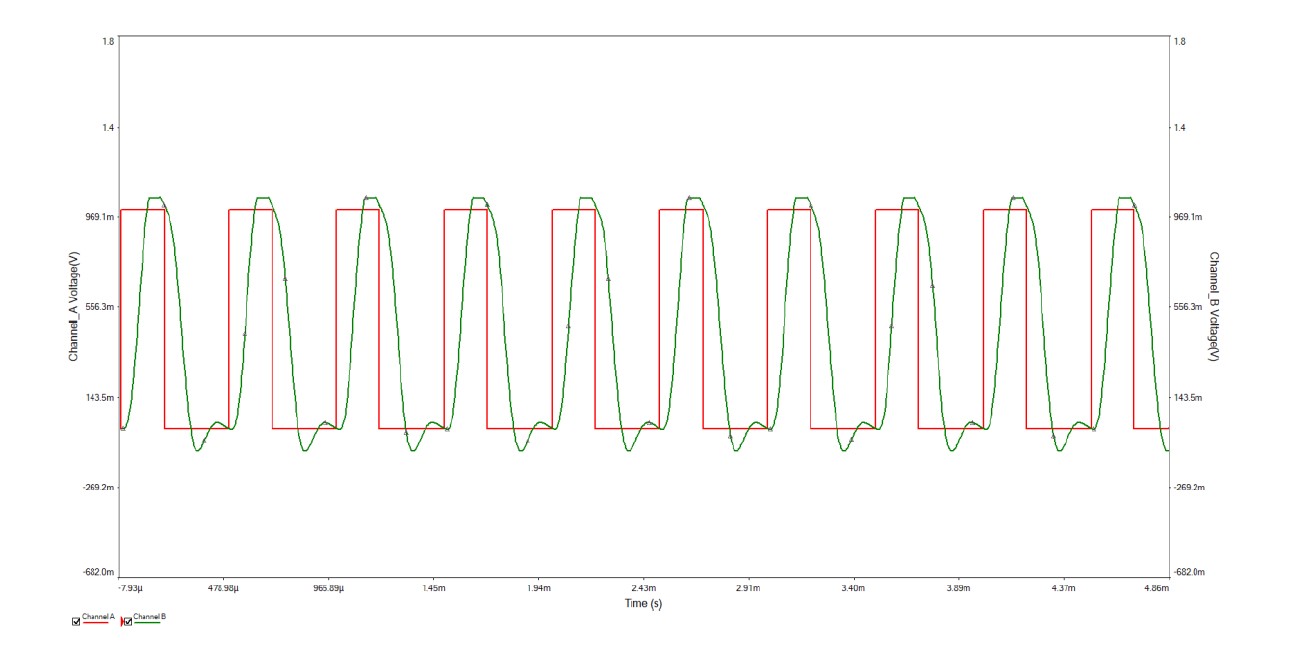 1.8 1.8
1.4 1.4
969.1m 969.1m
Channel_A Voltage(V) Channel_B Voltage(V)
556.3m 556.3m
143.5m 143.5m
-269.2m -269.2m
-682.0m -682.0m
-7.93µ 478.98µ 965.89µ 1.45m 1.94m 2.43m 2.91m 3.40m 3.89m 4.37m 4.86m
Time (s)
Channel A Channel B